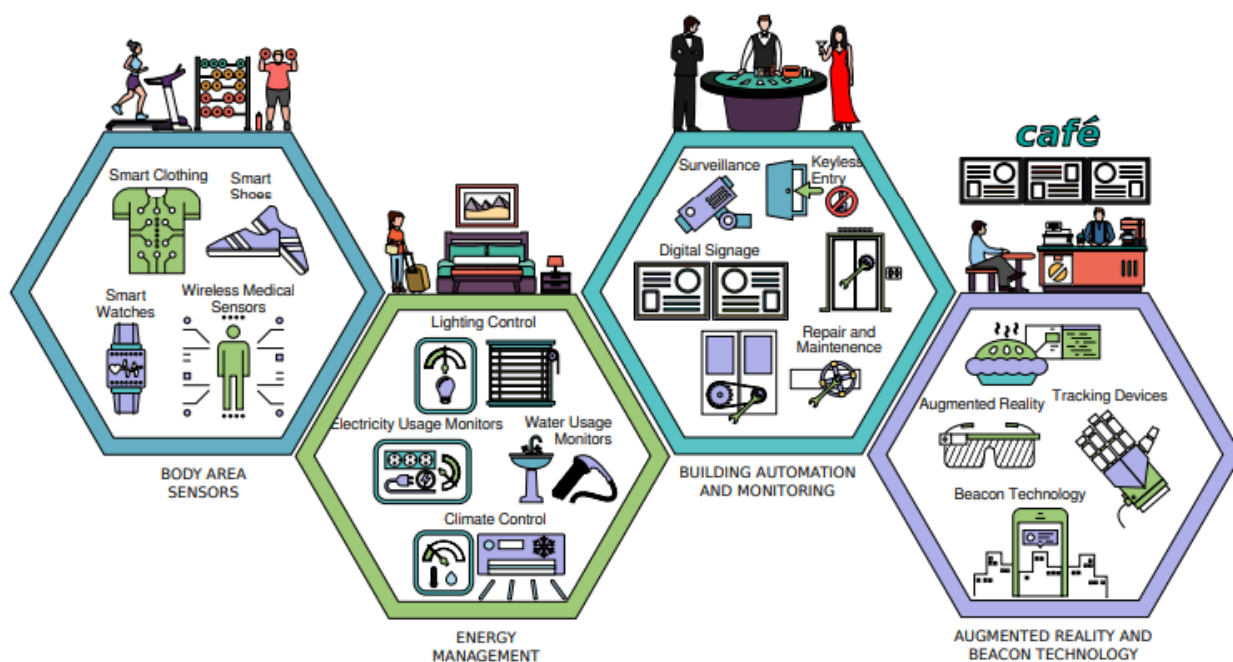 café
Smart Clothing
Smart
Shoes
Smart
Watches
Wireless Medical
Sensors
BODY AREA
SENSORS
Lighting Control
Electricity Usage Monitors
Water Usage
Monitors
Climate Control
ENERGY
MANAGEMENT
Surveillance
Keyless
Entry
Digital Signage
Repair and
Maintenence
BUILDING AUTOMATION
AND MONITORING
Augmented Reality
Tracking Devices
Beacon Technology
AUGMENTED REALITY AND
BEACON TECHNOLOGY